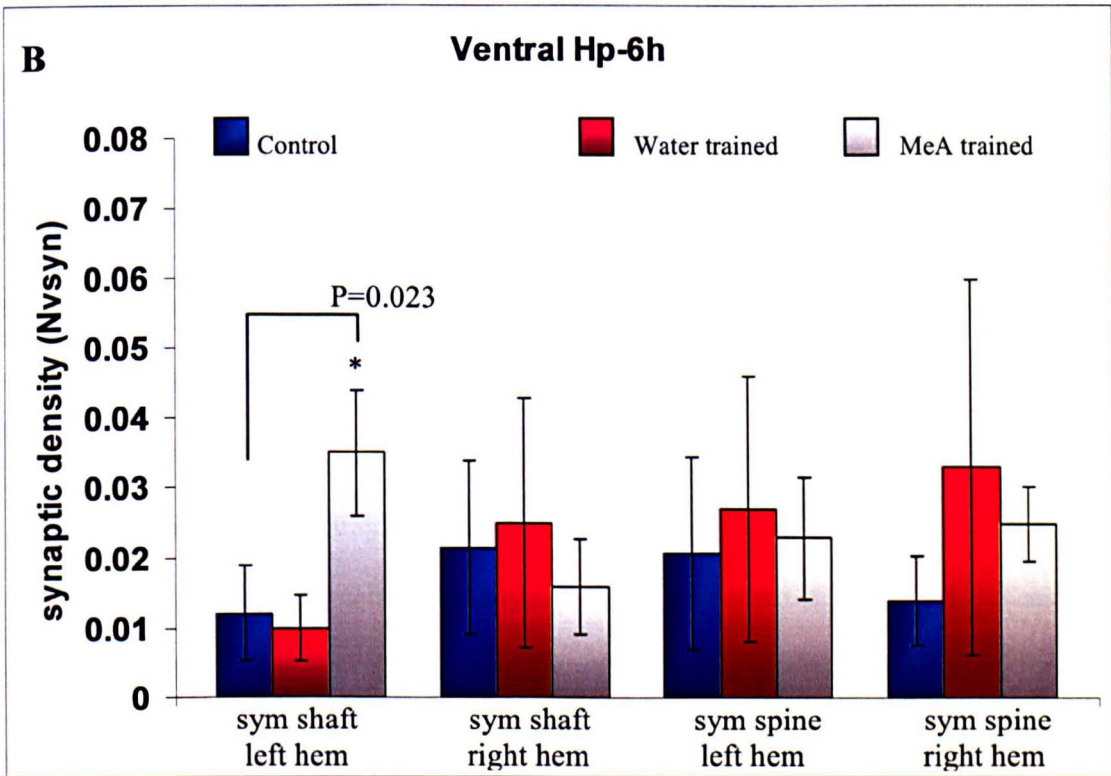 B
Ventral Hp-6h
Control
Water trained
MeA trained
synaptic density (Nvsyn)
0.08
0.07
0.06
0.05
0.04
0.03
0.02
0.01
0
P=0.023
*
sym shaft
left hem
sym shaft
right hem
sym spine
left hem
sym spine
right hem